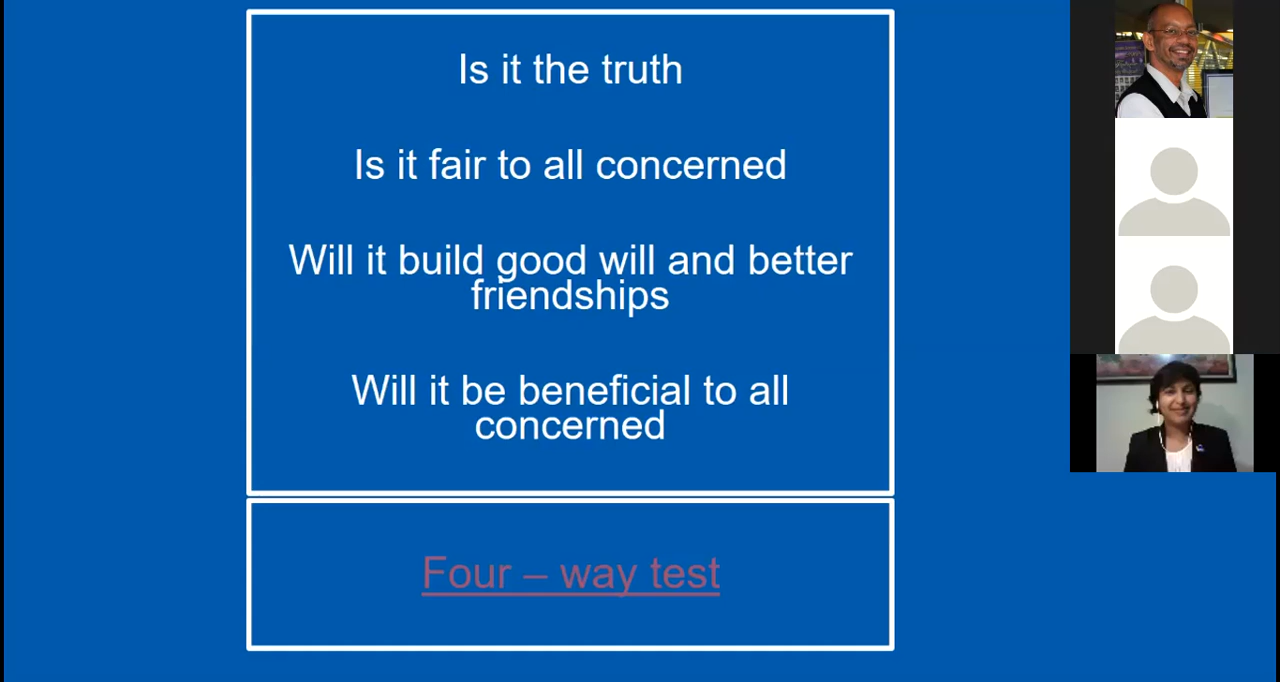 Is it the truth
Is it fair to all concerned
Will it build good will and better
friendships
Will it be beneficial to all
concerned
Four – way test